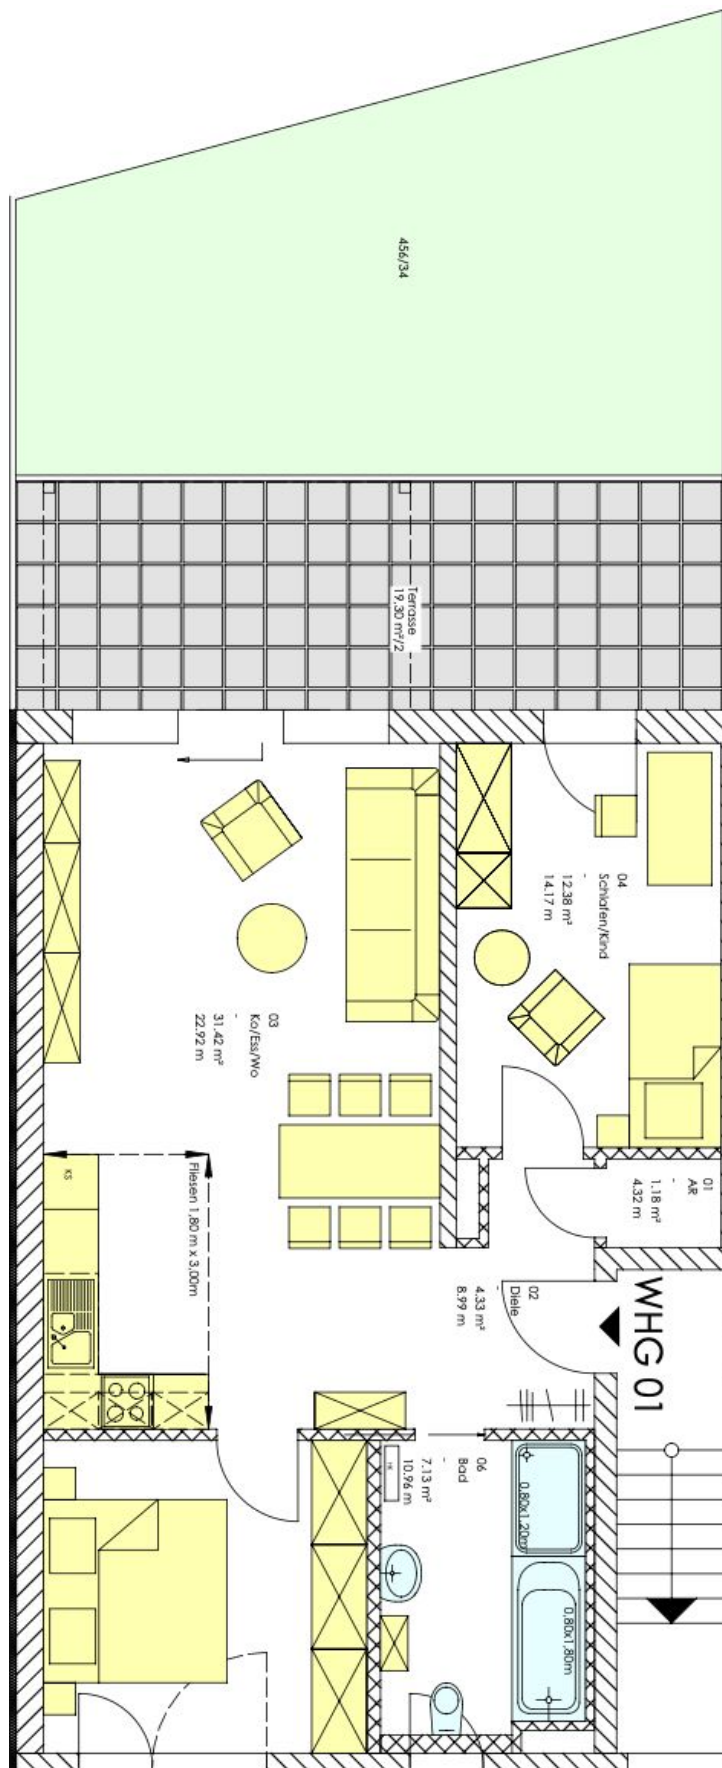 456/34
Terrasse
19,30 m²/2
04
Schlafen/Kind
-
12.38 m²
14.17 m
03
Ko/Ess/Wo
-
31.42 m²
22.92 m
01
AR
-
1.18 m²
4.32 m
KS
Fliesen 1,80 m x 3,00m
02
Diele
-
4.33 m²
8.99 m
WHG 01
06
Bad
-
7.13 m²
10.96 m
HK
0,80x1,20m
0,80x1,80m